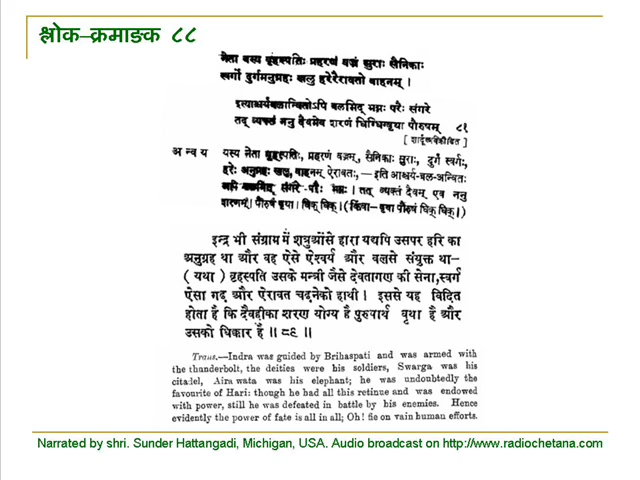 श्लोक–क्रमाङ्क ८८
नेता यस्य बृहस्पतिः प्रहरणं वज्रं सुराः सैनिकाः
स्वर्गो दुर्गमनुग्रहः खलु हरेरैरावतो वाहनम् ।
इत्याश्चर्यबलान्वितोऽपि बलभिद् भग्नः परैः संगरे
तद् व्यक्तं ननु दैवमेव शरणं धिग्धिग्वृथा पौरुषम् ८९
[ शार्दूलविक्रीडित ]
अ न्व य यस्य नेता बृहस्पतिः, प्रहरणं वज्रम्, सैनिकाः सुराः, दुर्ग स्वर्गः,
हरेः अनुग्रहः खलु, वाहनम् ऐरावतः,—इति आश्चर्य-बल-अन्वितः
अपि बलभिद् संगरे परैः भग्नः। तद् व्यक्तं दैवम् एव ननु
शरणम्। पौरुषं वृथा। धिक् धिक्। (किंवा—वृथा पौरुषं धिक् धिक्।)
इन्द्र भी संग्राम में शत्रुओंसे हारा यद्यपि उसपर हरि का
अनुग्रह था और वह ऐसे ऐश्वर्य और बलसे संयुक्त था—
(यथा) बृहस्पति उसके मन्त्री जैसे देवतागण की सेना, स्वर्ग
ऐसा गढ़ और ऐरावत चढ़नेको हाथी। इससे यह विदित
होता है कि दैवहीका शरण योग्य है पुरुषार्थ वृथा है और
उसको धिक्कार है ॥ ८९ ॥
Trans.—Indra was guided by Brihaspati and was armed with
the thunderbolt, the deities were his soldiers, Swarga was his
citadel, Aira wata was his elephant; he was undoubtedly the
favourite of Hari: though he had all this retinue and was endowed
with power, still he was defeated in battle by his enemies. Hence
evidently the power of fate is all in all; Oh! fie on vain human efforts.
Narrated by shri. Sunder Hattangadi, Michigan, USA. Audio broadcast on http://www.radiochetana.com